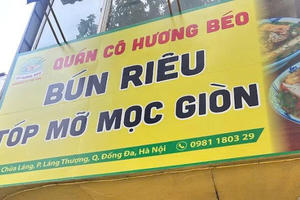 QUÁN CÔ HƯƠNG BÉO
BÚN RIÊU
TÓP MỠ MỌC GIÒN
Chùa Láng, P. Láng Thượng, Q. Đống Đa, Hà Nội 0981 1803 29